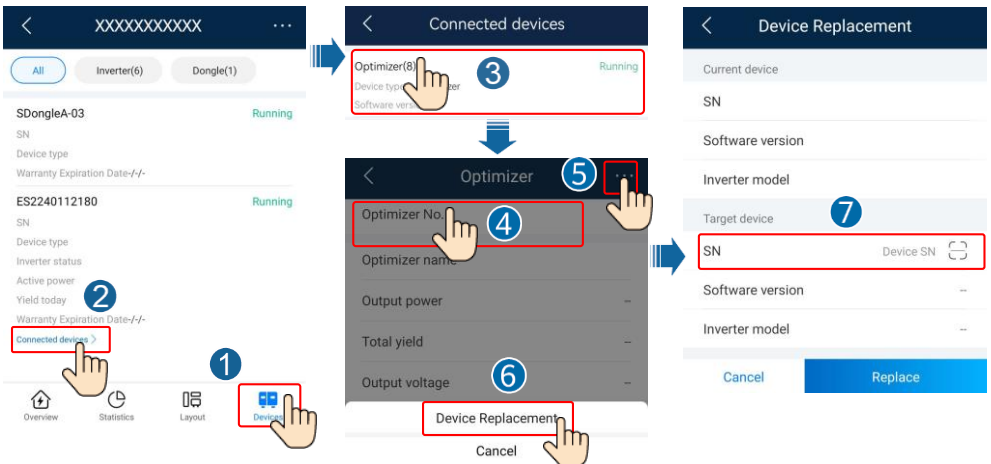 XXXXXXXXXXX
All
Inverter(6)
Dongle(1)
SDongleA-03
Running
SN
Device type
Warranty Expiration Date-/-/-
ES2240112180
Running
SN
Device type
Inverter status
Active power
Yield today
2
Warranty Expiration Date-/-/-
Connected devices >
1
Overview
Statistics
Layout
Devices
Connected devices
Optimizer(8)
3
Running
Device type
zer
Software vers
Optimizer
5
Optimizer No.
4
Optimizer name
Output power --
Total yield --
Output voltage --
6
Device Replacement
Cancel
Device Replacement
Current device
SN
Software version
Inverter model
Target device
7
SN
Device SN
Software version --
Inverter model --
Cancel
Replace